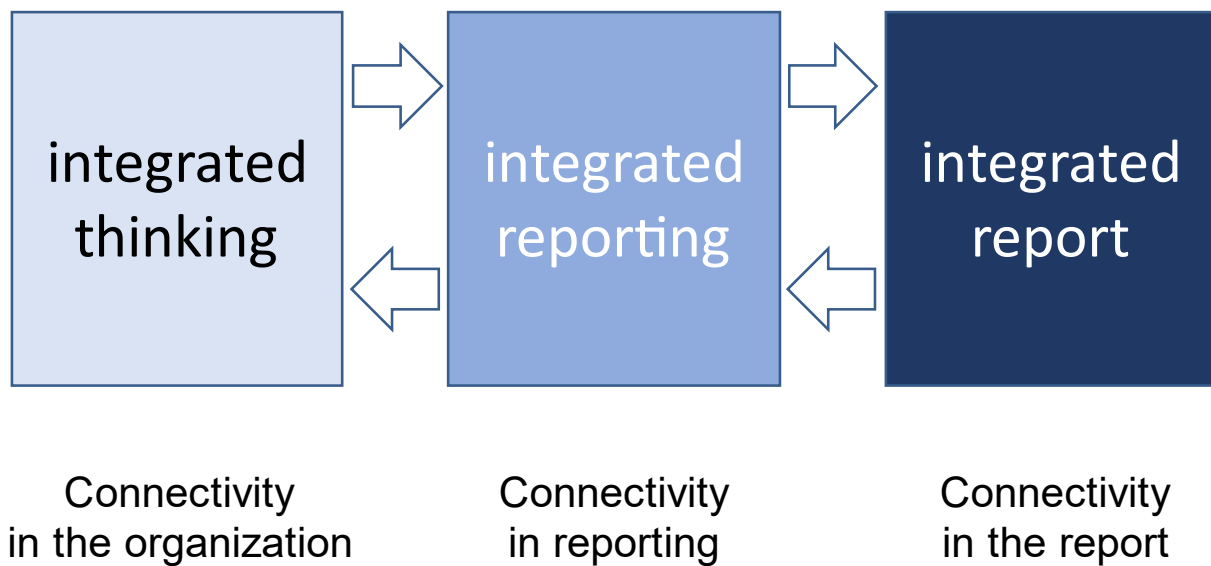 integrated
thinking
integrated
reporting
integrated
report
Connectivity
in the organization
Connectivity
in reporting
Connectivity
in the report